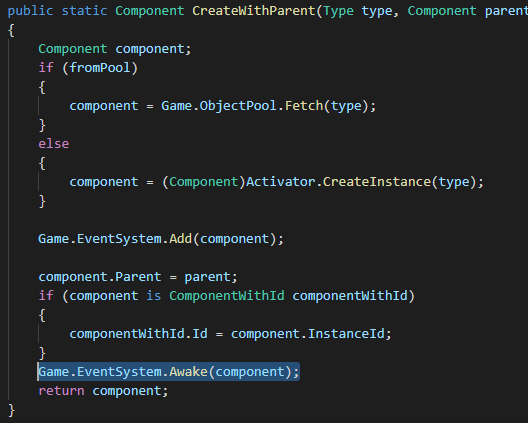 public static Component CreateWithParent(Type type, Component parent
{
Component component;
if (fromPool)
{
component = Game.ObjectPool.Fetch(type);
}
else
{
component = (Component)Activator.CreateInstance(type);
}
Game.EventSystem.Add(component);
component.Parent = parent;
if (component is ComponentWithId componentWithId)
{
componentWithId.Id = component.InstanceId;
}
Game.EventSystem.Awake(component);
return component;
}